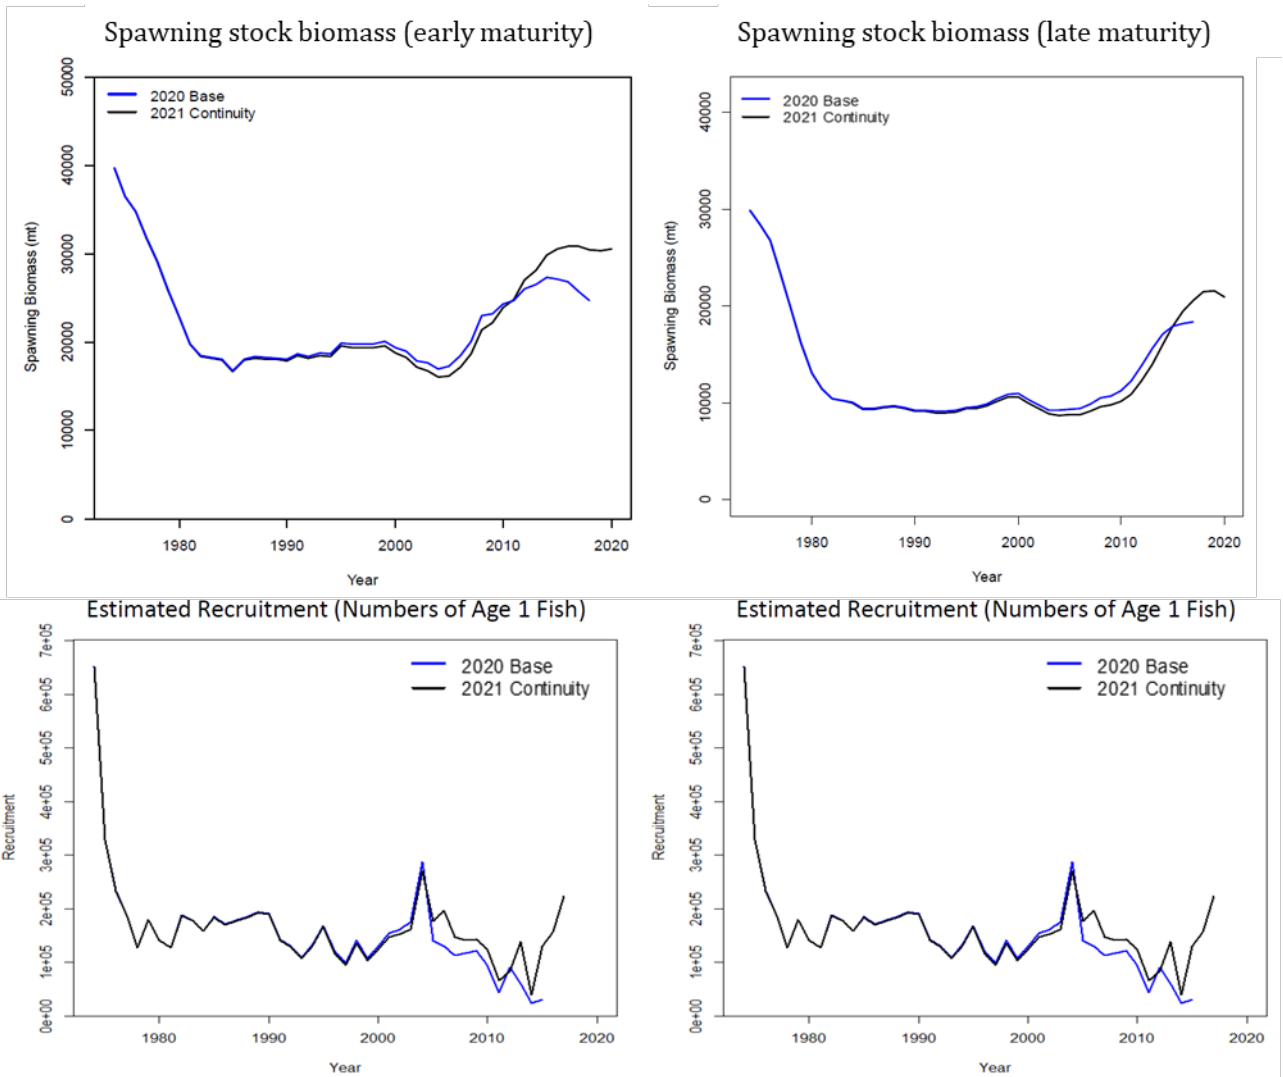 Spawning stock biomass (early maturity)
2020 Base
2021 Continuity
50000
40000
30000
20000
10000
0
Spawning Biomass (mt)
1980 1990 2000 2010 2020
Year
Spawning stock biomass (late maturity)
2020 Base
2021 Continuity
40000
30000
20000
10000
0
Spawning Biomass (mt)
1980 1990 2000 2010 2020
Year
Estimated Recruitment (Numbers of Age 1 Fish)
2020 Base
2021 Continuity
7e+05
6e+05
5e+05
4e+05
3e+05
2e+05
1e+05
0e+00
Recruitment
1980 1990 2000 2010 2020
Year
Estimated Recruitment (Numbers of Age 1 Fish)
2020 Base
2021 Continuity
7e+05
6e+05
5e+05
4e+05
3e+05
2e+05
1e+05
0e+00
Recruitment
1980 1990 2000 2010 2020
Year